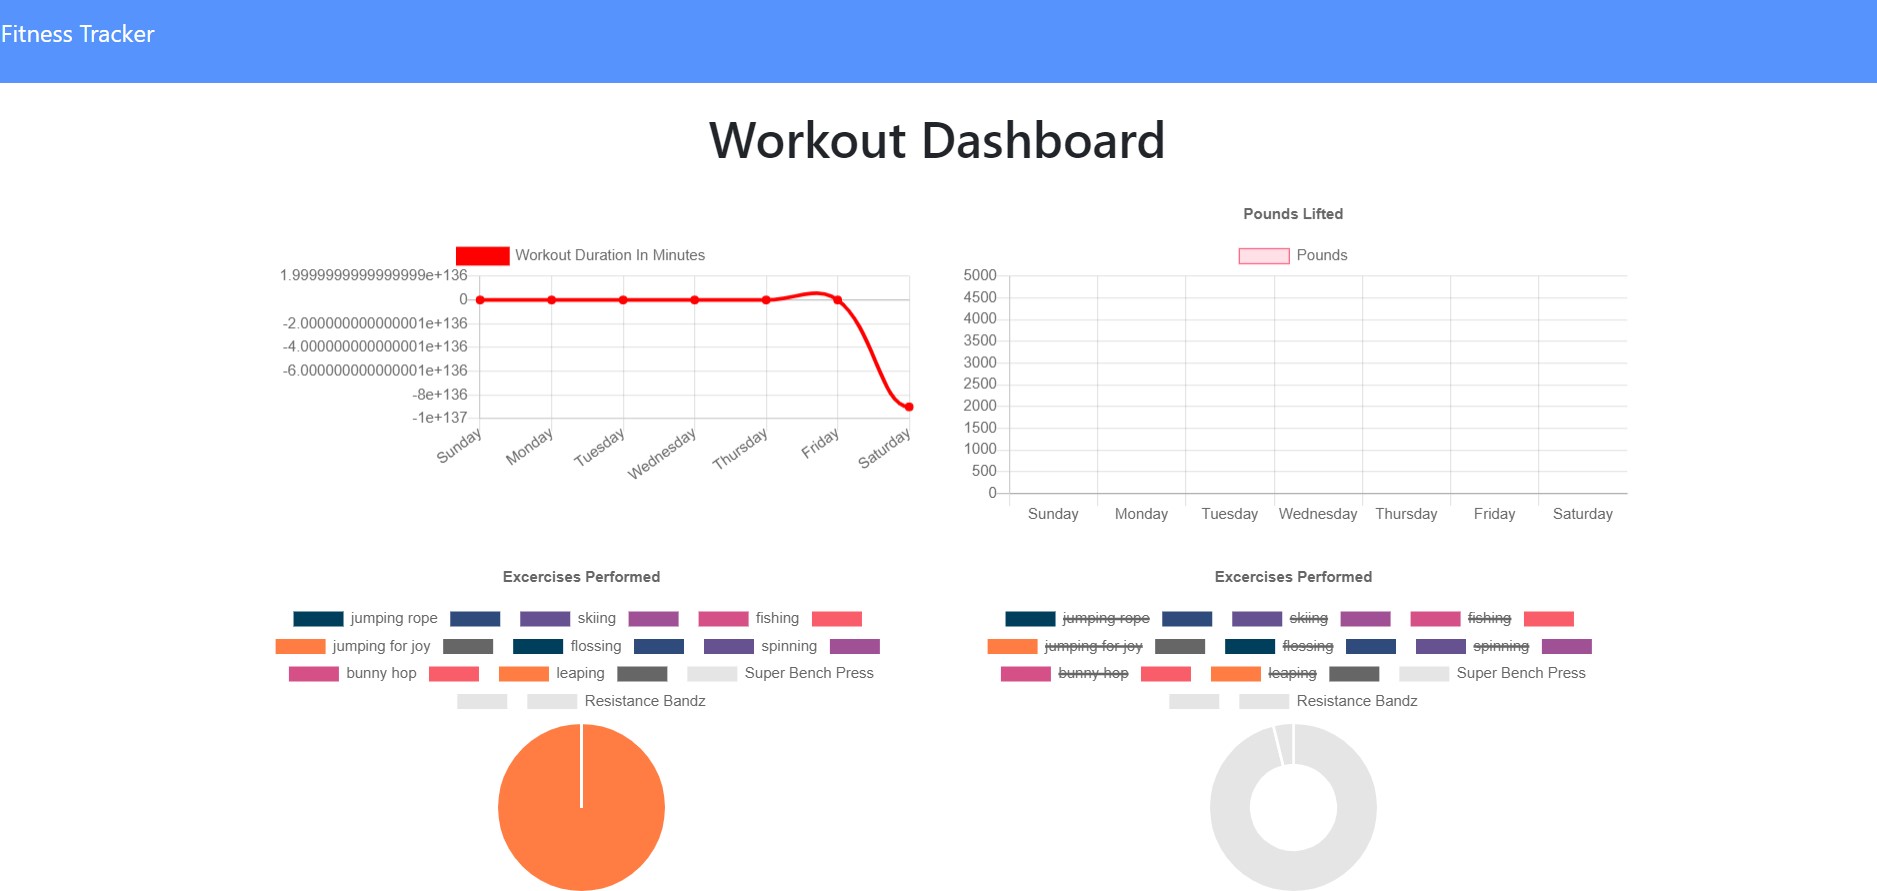 Fitness Tracker
Workout Dashboard
Workout Duration In Minutes
1.9999999999999999e+136
0
-2.000000000000001e+136
-4.000000000000001e+136
-6.000000000000001e+136
-8e+136
-1e+137
Sunday Monday Tuesday Wednesday Thursday Friday Saturday
Pounds Lifted
Pounds
5000
4500
4000
3500
3000
2500
2000
1500
1000
500
0
Sunday Monday Tuesday Wednesday Thursday Friday Saturday
Excercises Performed
jumping rope skiing fishing
jumping for joy flossing spinning
bunny hop leaping Super Bench Press
Resistance Bandz
Excercises Performed
jumping rope skiing fishing
jumping for joy flossing spinning
bunny hop leaping Super Bench Press
Resistance Bandz